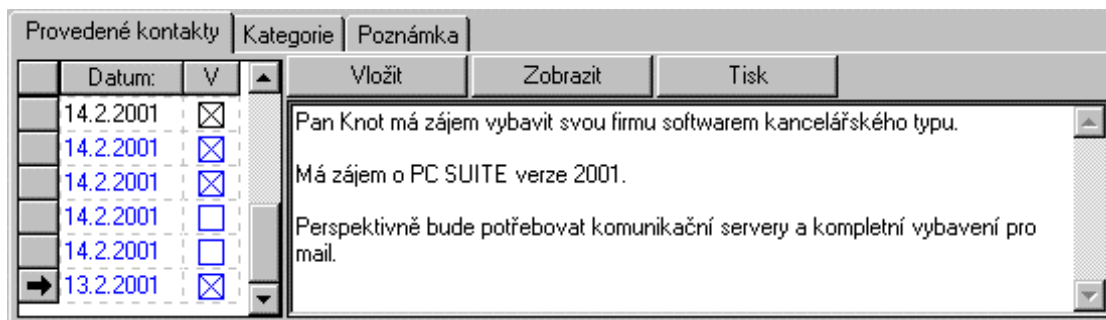 Provedené kontakty Kategorie Poznámka
Datum: V Vložit Zobrazit Tisk
14.2.2001
14.2.2001
14.2.2001
14.2.2001
14.2.2001
13.2.2001
Pan Knot má zájem vybavit svou firmu softwarem kancelářského typu.
Má zájem o PC SUITE verze 2001.
Perspektivně bude potřebovat komunikační servery a kompletní vybavení pro
mail.